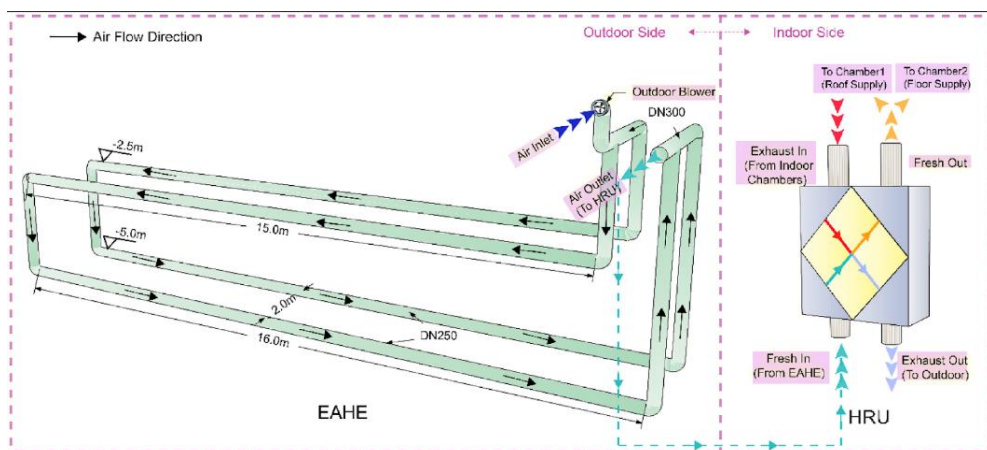 Air Flow Direction
Outdoor Side
Indoor Side
Outdoor Blower
DN300
Air Inlet
Air Outlet
(To HRU)
-2.5m
15.0m
-5.0m
2.0m
DN250
16.0m
EAHE
To Chamber1
(Roof Supply)
To Chamber2
(Floor Supply)
Exhaust In
(From Indoor
Chambers)
Fresh Out
Fresh In
(From EAHE)
Exhaust Out
(To Outdoor)
HRU